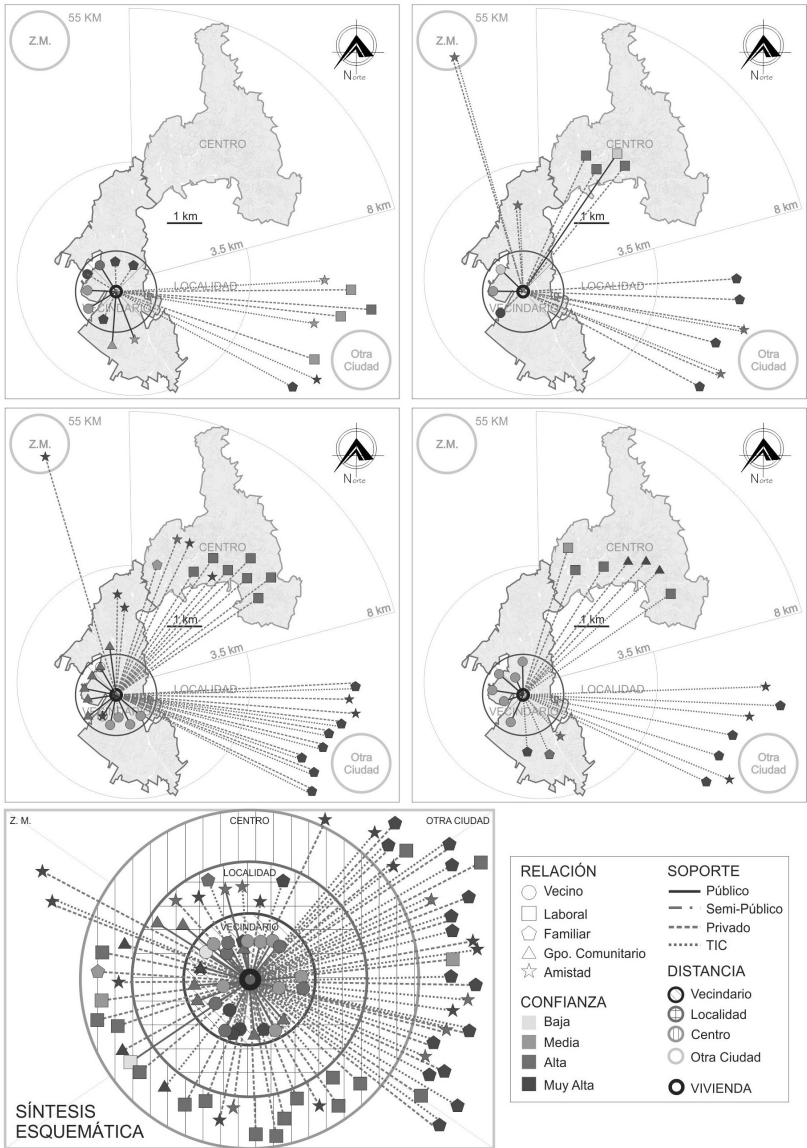 Z.M.
55 KM
Norte
CENTRO
1 km
8 km
3.5 km
LOCALIDAD
VECINDARIO
Otra
Ciudad
Z.M.
55 KM
Norte
CENTRO
1 km
8 km
3.5 km
LOCALIDAD
VECINDARIO
Otra
Ciudad
Z.M.
55 KM
Norte
CENTRO
1 km
8 km
3.5 km
LOCALIDAD
Otra
Ciudad
Z.M.
55 KM
Norte
CENTRO
1 km
8 km
3.5 km
LOCALIDAD
VECINDARIO
Otra
Ciudad
Z. M.
CENTRO
OTRA CIUDAD
LOCALIDAD
VECINDARIO
SÍNTESIS
ESQUEMÁTICA
RELACIÓN
Vecino
Laboral
Familiar
Gpo. Comunitario
Amistad
CONFIANZA
Baja
Media
Alta
Muy Alta
SOPORTE
Público
Semi-Público
Privado
TIC
DISTANCIA
Vecindario
Localidad
Centro
Otra Ciudad
VIVIENDA